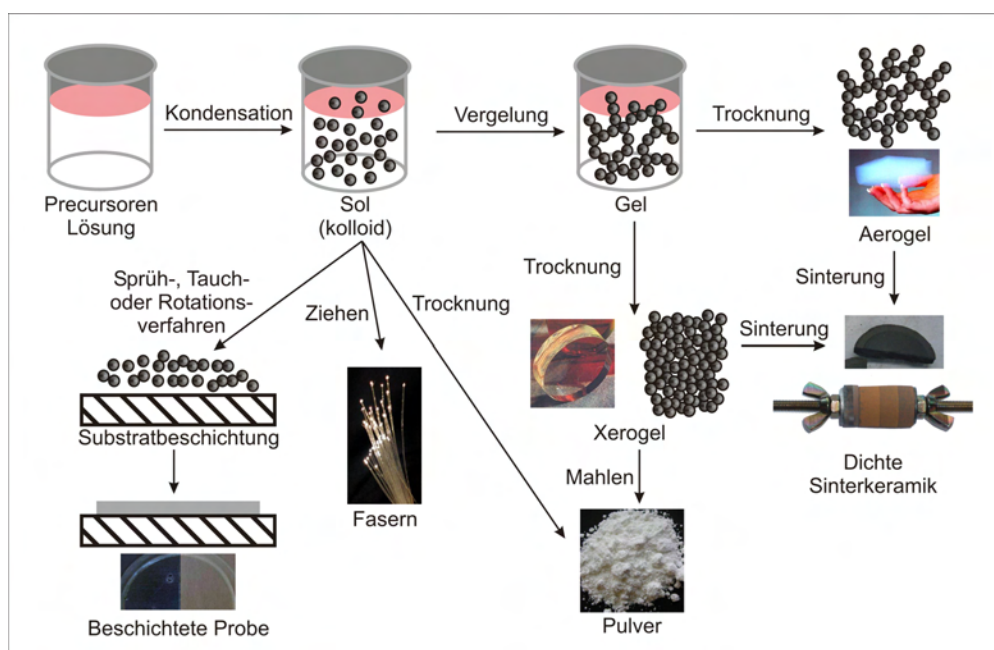 Kondensation
Vergelung
Trocknung
Precursoren
Lösung
Sol
(kolloid)
Gel
Aerogel
Sprüh-, Tauch-
oder Rotations-
verfahren
Ziehen
Trocknung
Trocknung
Sinterung
Sinterung
Substratbeschichtung
Xerogel
Mahlen
Dichte
Sinterkeramik
Fasern
Beschichtete Probe
Pulver